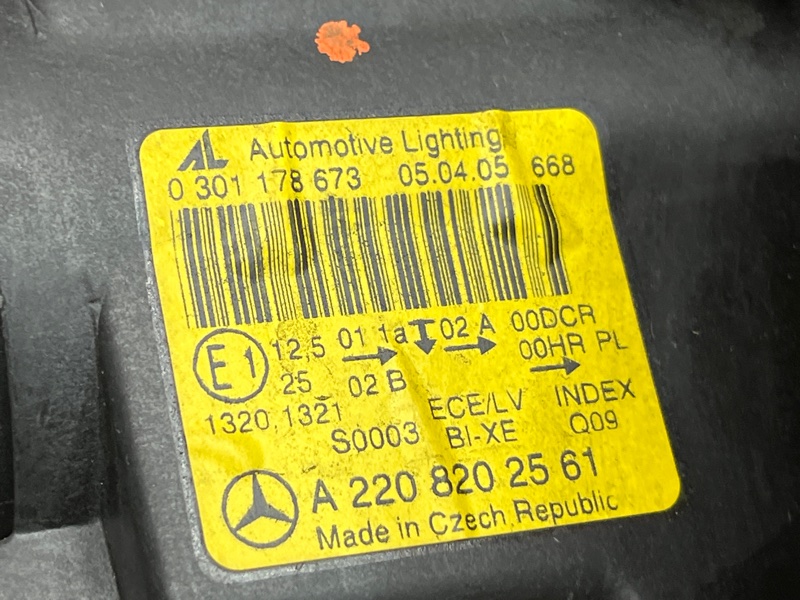 AL Automotive Lighting
0 301 178 673 05.04.05 668
E1 12,5 01 1a 02 A 00DCR
25 02 B 00HR PL
1320,1321 S0003 ECE/LV INDEX
BI-XE Q09
A 220 820 25 61
Made in Czech Republic